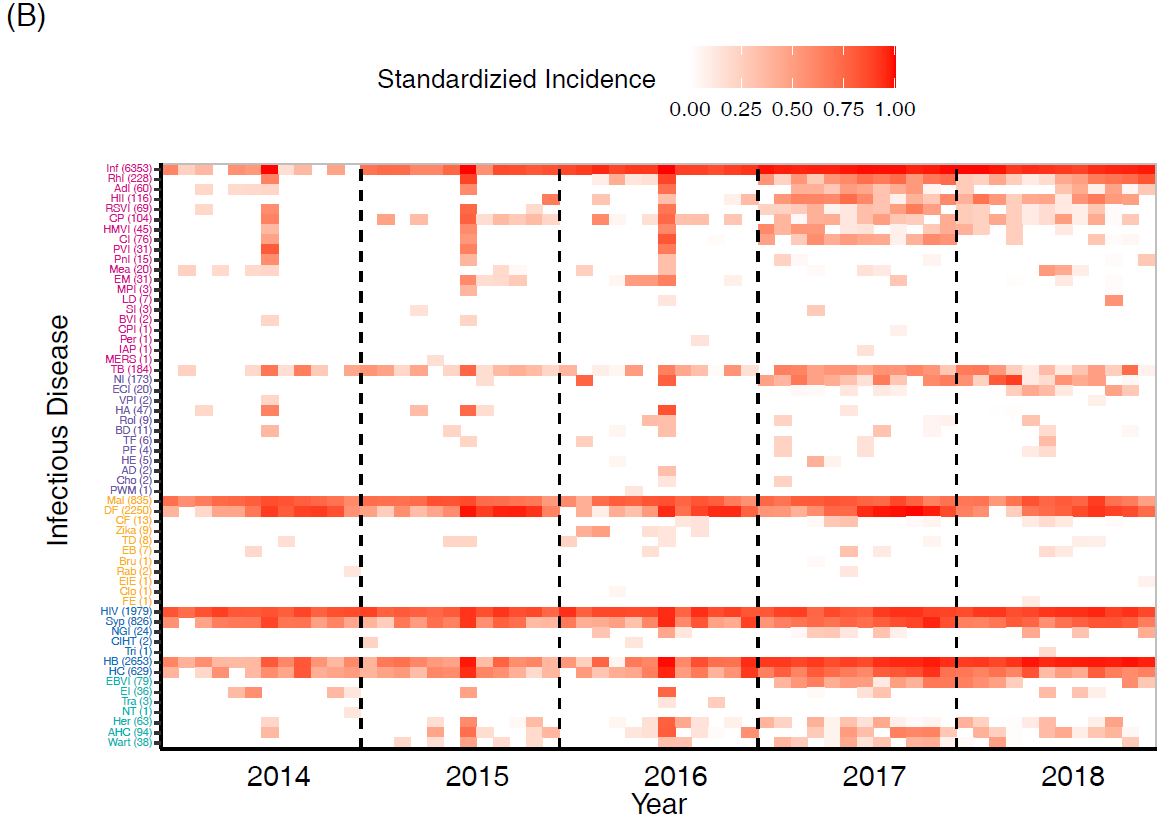 (B)
Standardizied Incidence
0.00 0.25 0.50 0.75 1.00
Infectious Disease
Inf (6353)
RhI (228)
AdI (60)
HII (116)
RSVI (69)
CP (104)
HMVI (45)
CI (76)
PVI (31)
PnI (15)
Mea (20)
EM (31)
MPI (3)
LD (7)
SI (3)
BVI (2)
CPI (1)
Per (1)
IAP (1)
MERS (1)
TB (184)
NI (173)
ECI (20)
VPI (2)
HA (47)
RoI (9)
BD (11)
TF (6)
PF (4)
HE (5)
AD (2)
Cho (2)
PWM (1)
Mal (835)
DF (2250)
CF (13)
Zika (9)
TD (8)
EB (7)
Bru (1)
Rab (2)
EIE (1)
Clo (1)
FE (1)
HIV (1979)
Syp (826)
NGI (24)
CIHT (2)
Tri (1)
HB (2653)
HC (629)
EBVI (79)
EI (36)
Tra (3)
NT (1)
Her (63)
AHC (94)
Wart (38)
2014 2015 2016 2017 2018
Year